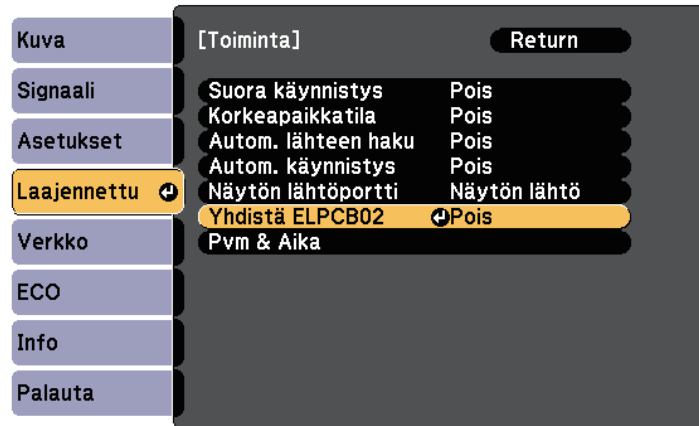 Kuva
Signaali
Asetukset
Laajennettu
Verkko
ECO
Info
Palauta
[Toiminta] Return
Suora käynnistys Pois
Korkeapaikkatila Pois
Autom. lähteen haku Pois
Autom. käynnistys Pois
Näytön lähtöportti Näytön lähtö
Yhdistä ELPCB02 Pois
Pvm & Aika